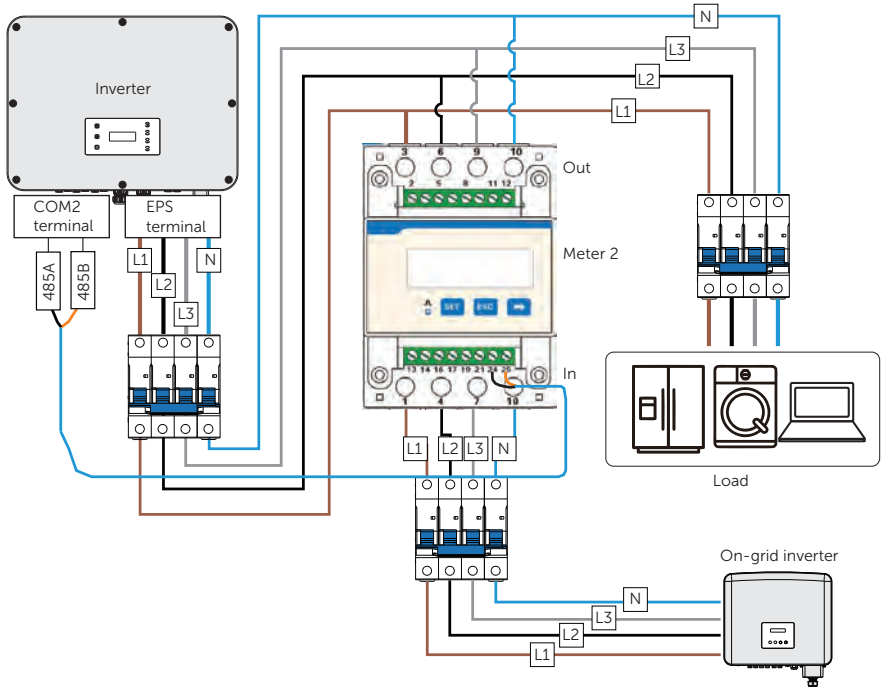 N
L3
L2
L1
Inverter
3 6 9 10
Out
2 5 8 11 12
COM2
terminal
EPS
terminal
Meter 2
L1
N
485A
485B
L2
L3
SET
ESC
In
13 14 16 17 19 21 24 25
1 4 7 10
L1
L2
L3
N
Load
On-grid inverter
N
L3
L2
L1